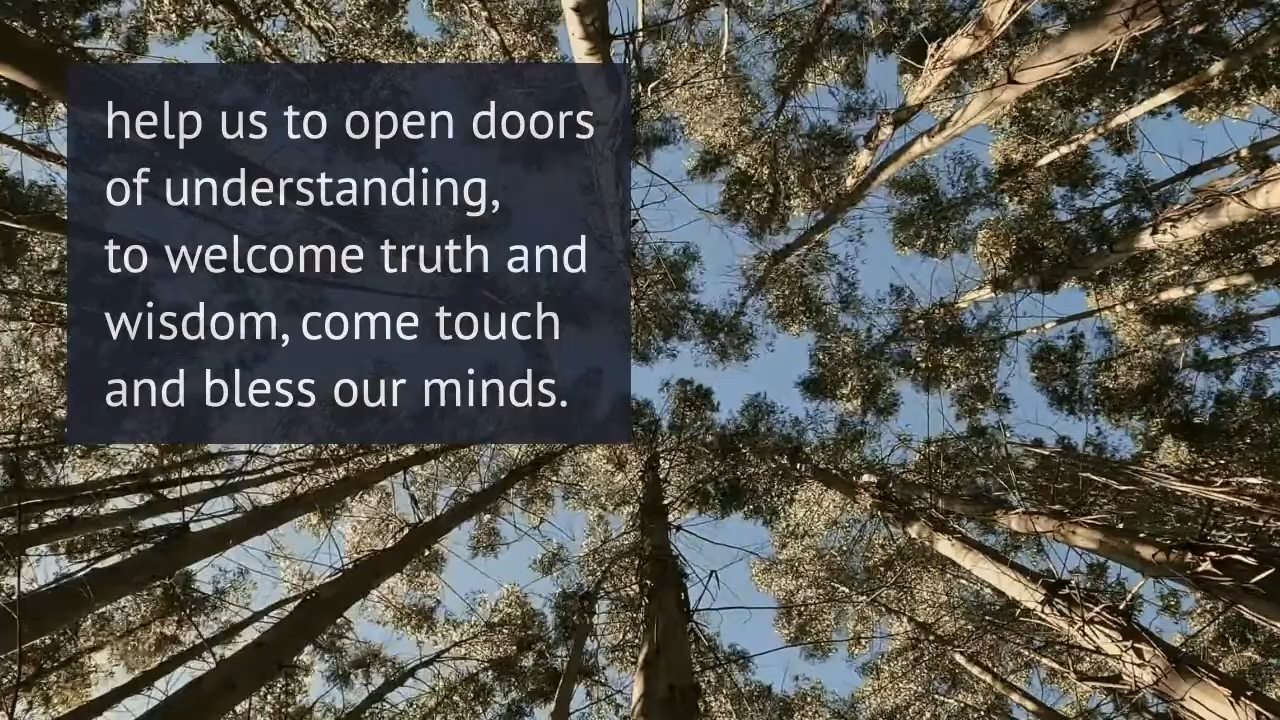 help us to open doors
of understanding,
to welcome truth and
wisdom, come touch
and bless our minds.